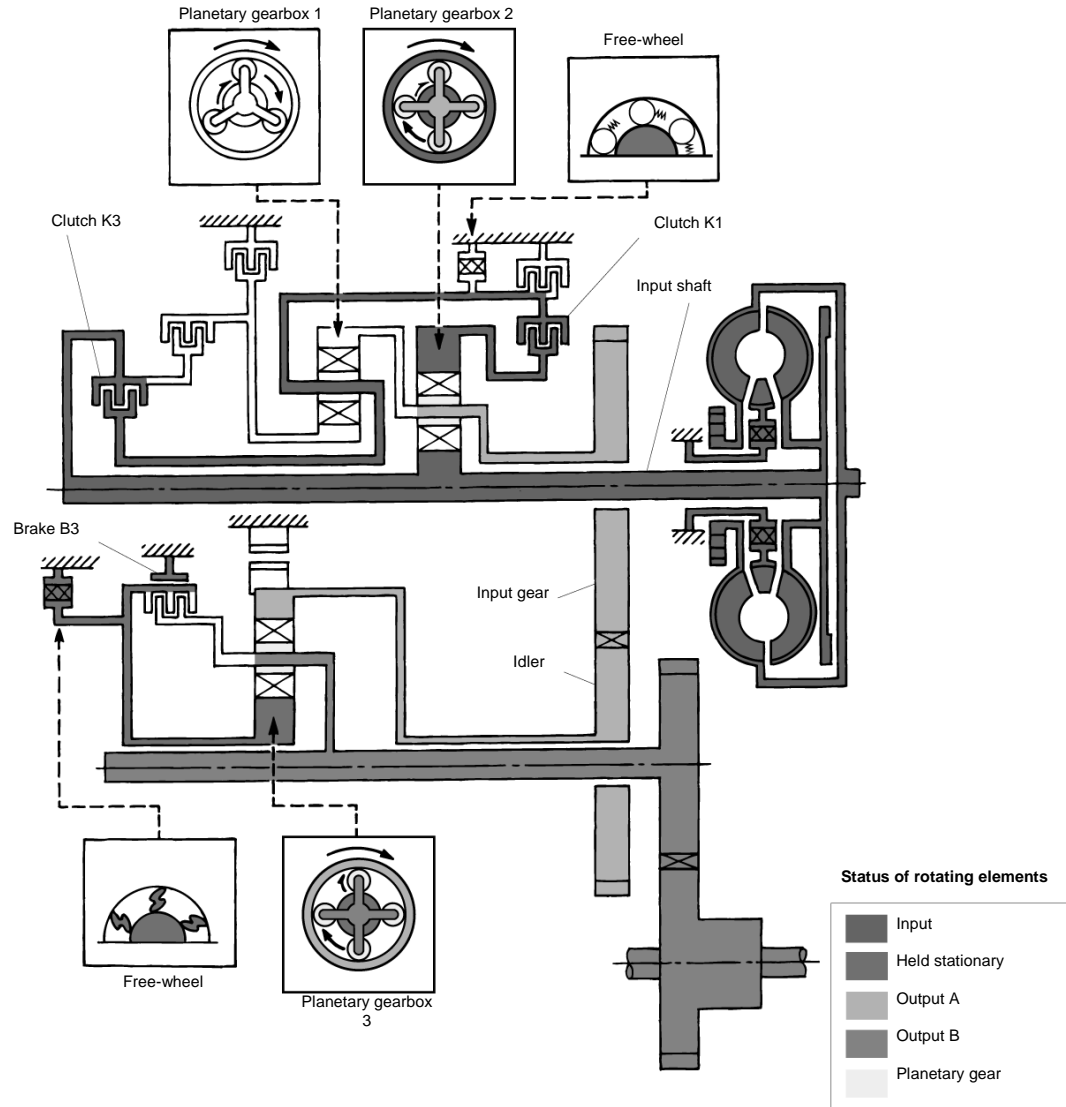 Planetary gearbox 1
Planetary gearbox 2
Free-wheel
Clutch K3
Clutch K1
Input shaft
Brake B3
Input gear
Idler
Free-wheel
Planetary gearbox
3
Status of rotating elements
Input
Held stationary
Output A
Output B
Planetary gear